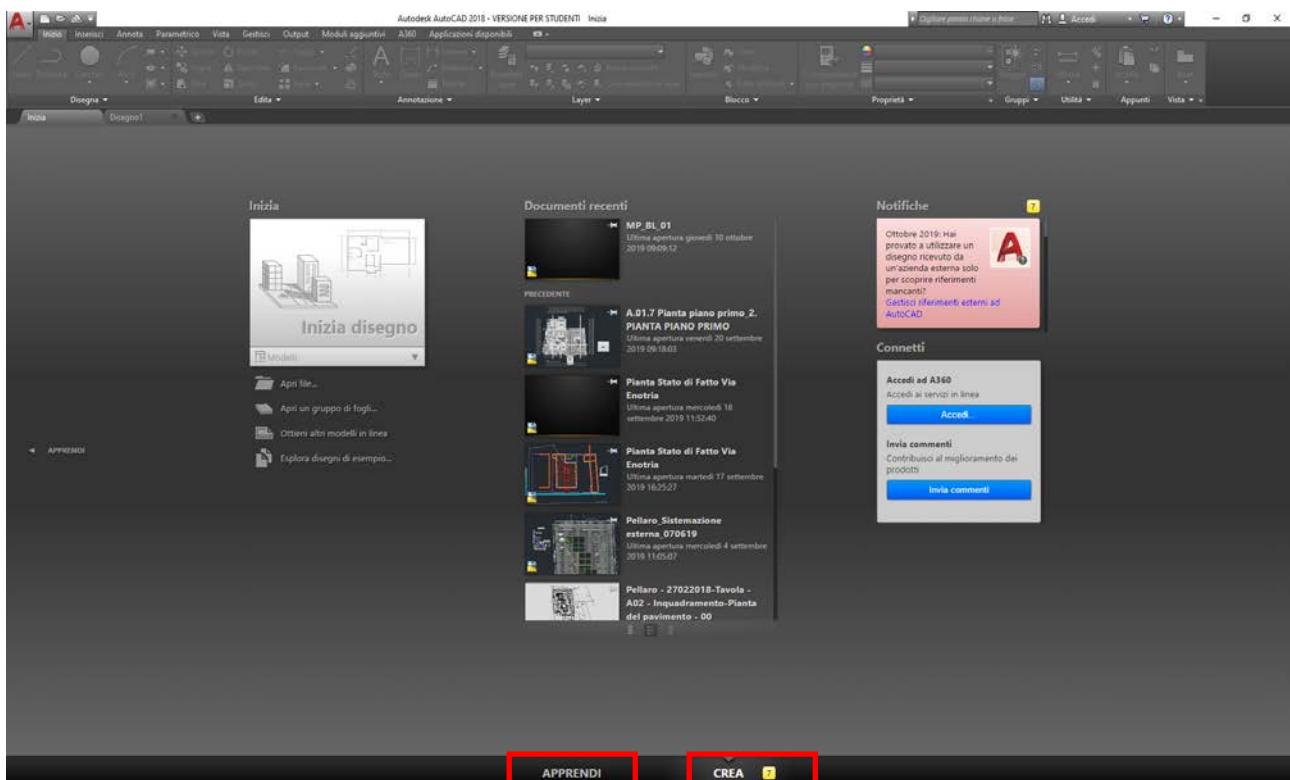 Autodesk AutoCAD 2018 - VERSIONE PER STUDENTI Inizia
Digitare parola chiave o frase
Accedi
Inizio Inserisci Annota Parametrico Vista Gestisci Output Moduli aggiuntivi A360 Applicazioni disponibili
Disegna Edita Annotazione Layer Blocco Proprietà Gruppi Utilità Appunti Vista
Inizia Disegno1
Inizia
Inizia disegno
Modelli
Apri file...
Apri un gruppo di fogli...
Ottieni altri modelli in linea
Esplora disegni di esempio...
APPRENDI
Documenti recenti
MP_BL_01
Ultima apertura giovedì 10 ottobre
2019 09:09:12
PRECEDENTE
A.01.7 Pianta piano primo_2.
PIANTA PIANO PRIMO
Ultima apertura venerdì 20 settembre
2019 09:18:03
Pianta Stato di Fatto Via
Enotria
Ultima apertura mercoledì 18
settembre 2019 11:52:40
Pianta Stato di Fatto Via
Enotria
Ultima apertura martedì 17 settembre
2019 16:25:27
Pellaro_Sistemazione
esterna_070619
Ultima apertura mercoledì 4 settembre
2019 11:05:07
Pellaro - 27022018-Tavola -
A02 - Inquadramento-Pianta
del pavimento - 00
Notifiche 7
Ottobre 2019: Hai
provato a utilizzare un
disegno ricevuto da
un'azienda esterna solo
per scoprire riferimenti
mancanti?
Gestisci riferimenti esterni ad
AutoCAD
Connetti
Accedi ad A360
Accedi ai servizi in linea
Accedi...
Invia commenti
Contribuisci al miglioramento dei
prodotti
Invia commenti
APPRENDI CREA 7